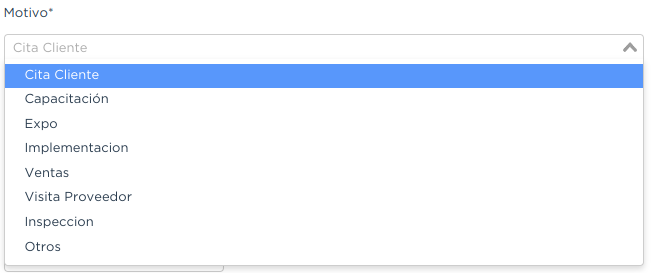 Motivo*
Cita Cliente
Cita Cliente
Capacitación
Expo
Implementacion
Ventas
Visita Proveedor
Inspeccion
Otros